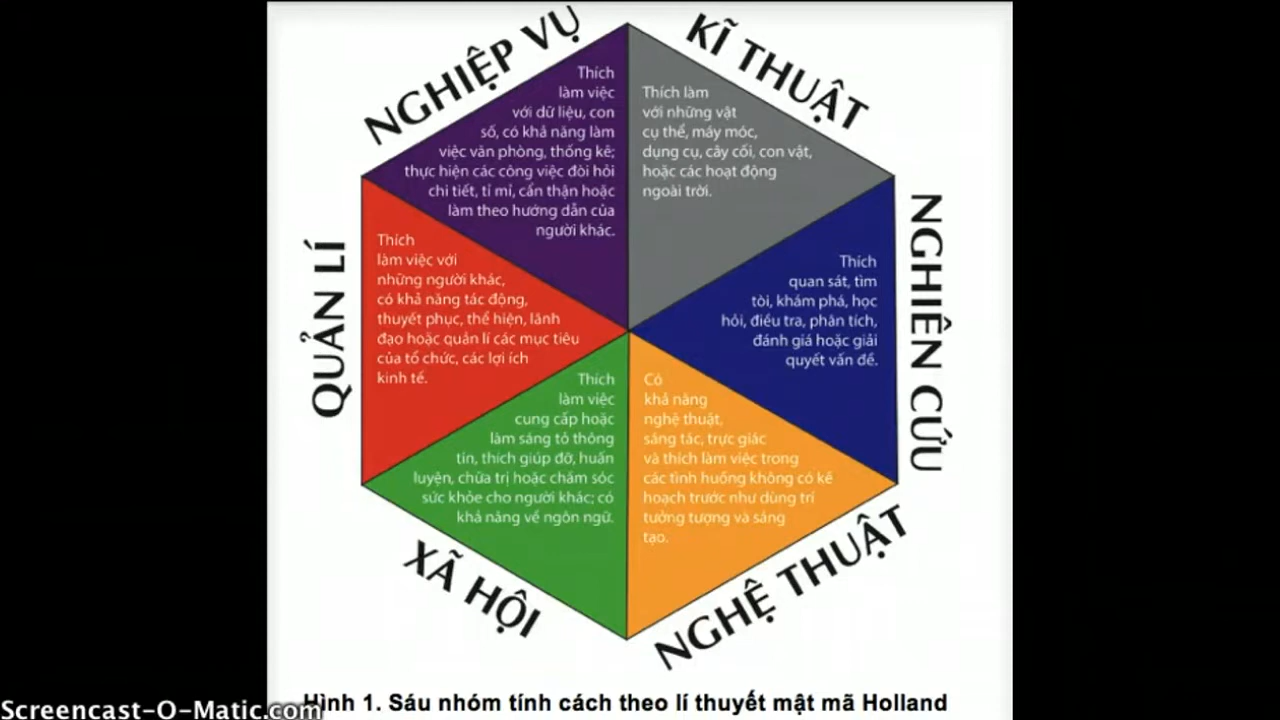 NGHIỆP VỤ
Thích
làm việc
với dữ liệu, con
số, có khả năng làm
việc văn phòng, thống kê;
thực hiện các công việc đòi hỏi
chi tiết, tỉ mỉ, cẩn thận hoặc
làm theo hướng dẫn của
người khác.
KĨ THUẬT
Thích làm
với những vật
cụ thể, máy móc,
dụng cụ, cây cối, con vật,
hoặc các hoạt động
ngoài trời.
QUẢN LÍ
Thích
làm việc với
những người khác,
có khả năng tác động,
thuyết phục, thể hiện, lãnh
đạo hoặc quản lí các mục tiêu
của tổ chức, các lợi ích
kinh tế.
NGHIÊN CỨU
Thích
quan sát, tìm
tòi, khám phá, học
hỏi, điều tra, phân tích,
đánh giá hoặc giải
quyết vấn đề.
XÃ HỘI
Thích
làm việc
cung cấp hoặc
làm sáng tỏ thông
tin, thích giúp đỡ, huấn
luyện, chữa trị hoặc chăm sóc
sức khỏe cho người khác; có
khả năng về ngôn ngữ.
NGHỆ THUẬT
Có
khả năng
nghệ thuật,
sáng tác, trực giác
và thích làm việc trong
các tình huống không có kế
hoạch trước như dùng trí
tưởng tượng và sáng
tạo.
Hình 1. Sáu nhóm tính cách theo lí thuyết mật mã Holland
Screencast-O-Matic.com